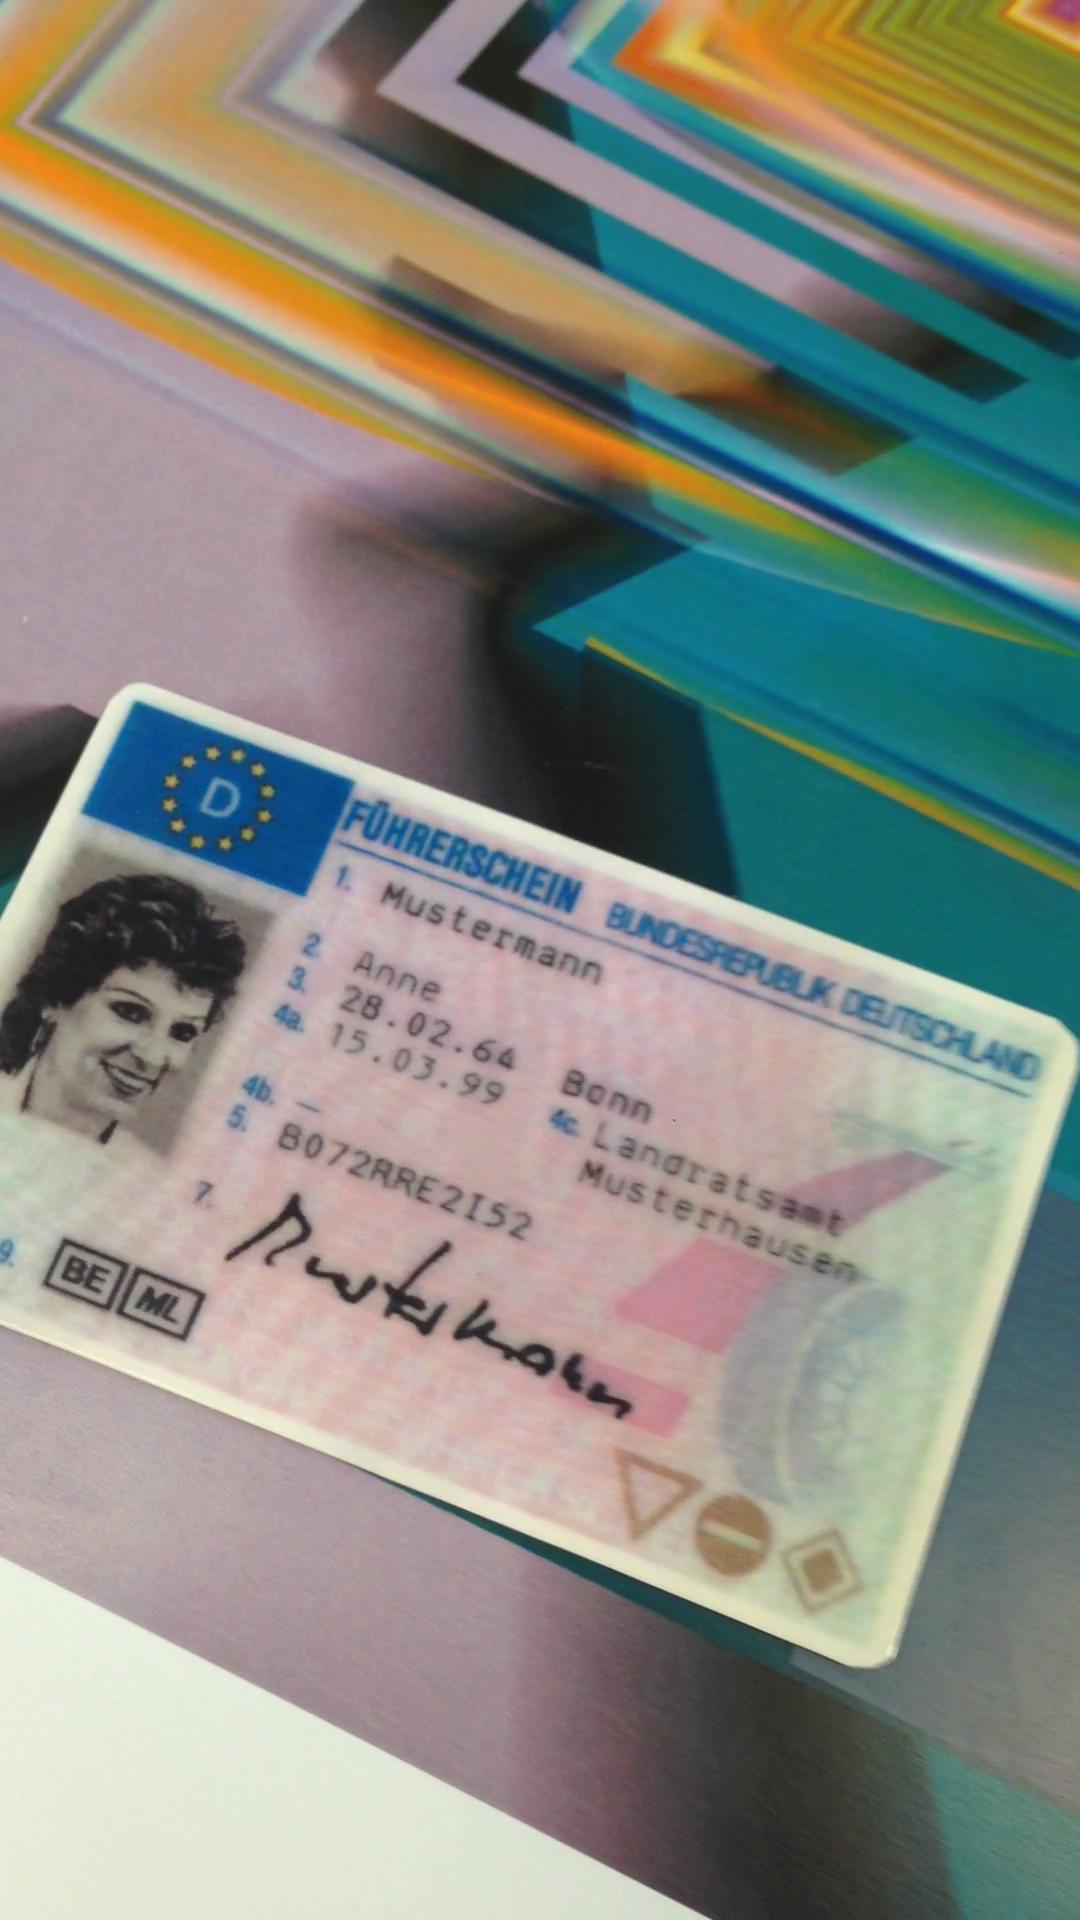 D
FÜHRERSCHEIN BUNDESREPUBLIK DEUTSCHLAND
1. Mustermann
2. Anne
3. 28.02.64 Bonn
4a. 15.03.99 4c. Landratsamt
Musterhausen
4b. –
5. B072RRE2I52
7. Mustermann
9. BE ML